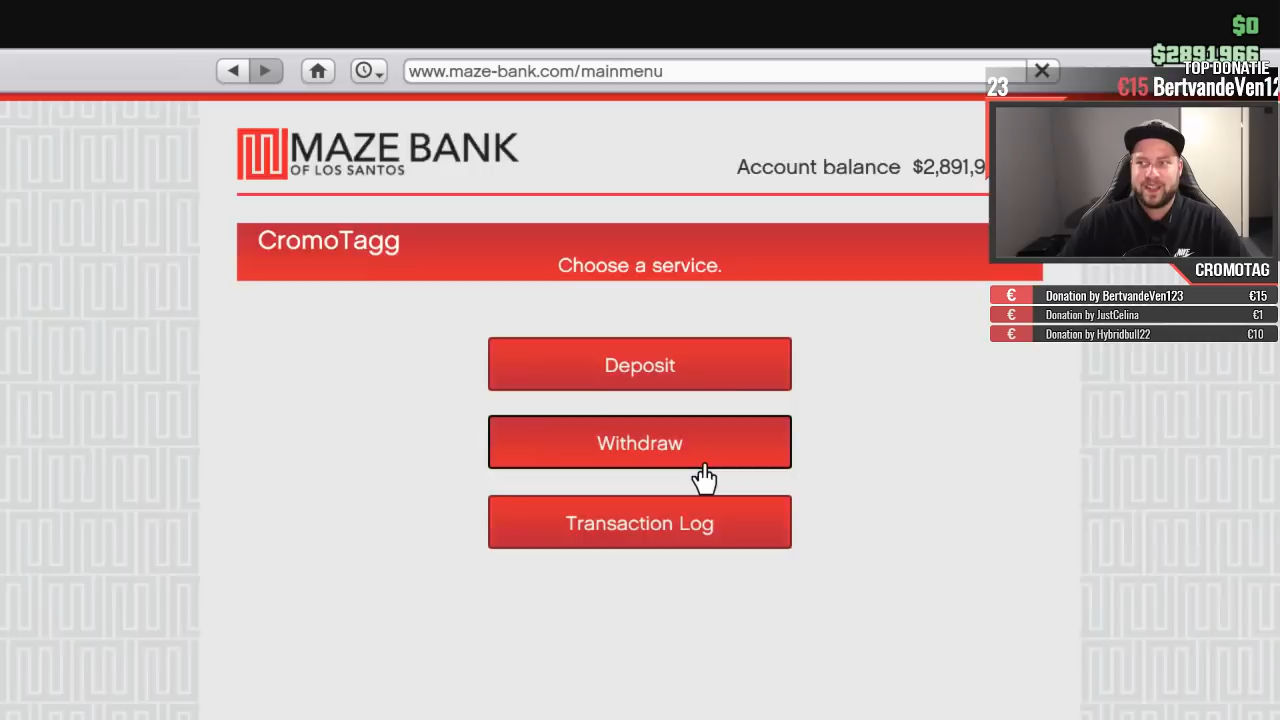 $0
$2891,966
TOP DONATIE
www.maze-bank.com/mainmenu
23
€15 BertvandeVen12
MAZE BANK
OF LOS SANTOS
Account balance $2,891,9
CromoTagg
Choose a service.
CROMOTAG
€ Donation by BertvandeVen123 €15
€ Donation by JustCelina €1
€ Donation by Hybridbull22 €10
Deposit
Withdraw
Transaction Log